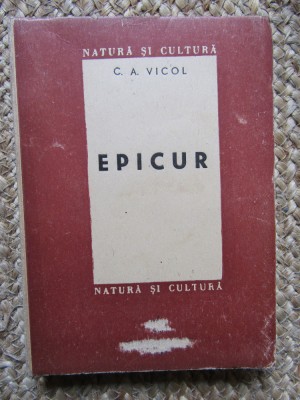 NATURĂ ȘI CULTURĂ
C. A. VICOL
EPICUR
NATURĂ ȘI CULTURĂ